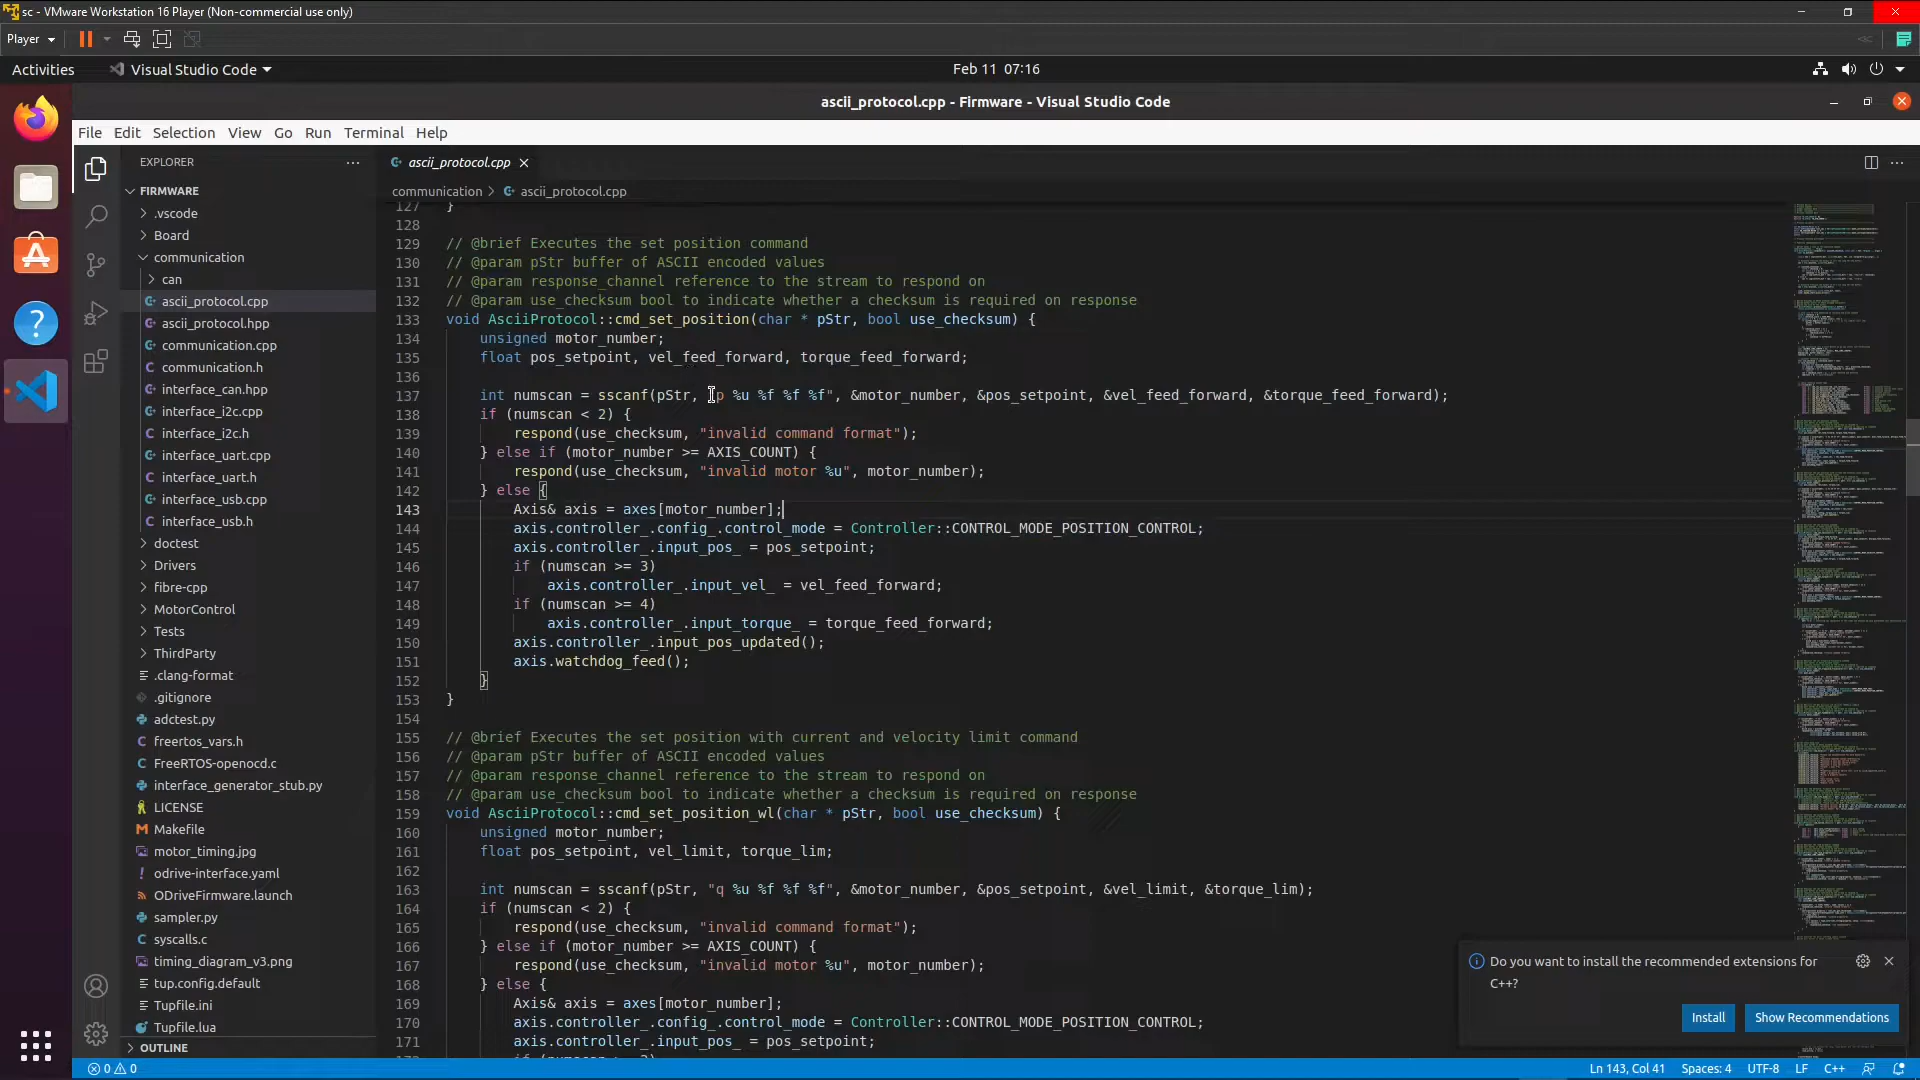 sc - VMware Workstation 16 Player (Non-commercial use only)
Player
Activities
Visual Studio Code
Feb 11 07:16
ascii_protocol.cpp - Firmware - Visual Studio Code
File Edit Selection View Go Run Terminal Help
EXPLORER
FIRMWARE
.vscode
Board
communication
can
ascii_protocol.cpp
ascii_protocol.hpp
communication.cpp
communication.h
interface_can.hpp
interface_i2c.cpp
interface_i2c.h
interface_uart.cpp
interface_uart.h
interface_usb.cpp
interface_usb.h
doctest
Drivers
fibre-cpp
MotorControl
Tests
ThirdParty
.clang-format
.gitignore
adctest.py
freertos_vars.h
FreeRTOS-openocd.c
interface_generator_stub.py
LICENSE
Makefile
motor_timing.jpg
odrive-interface.yaml
ODriveFirmware.launch
sampler.py
syscalls.c
timing_diagram_v3.png
tup.config.default
Tupfile.ini
Tupfile.lua
OUTLINE
ascii_protocol.cpp
communication > ascii_protocol.cpp
127 }
128
129 // @brief Executes the set position command
130 // @param pStr buffer of ASCII encoded values
131 // @param response_channel reference to the stream to respond on
132 // @param use_checksum bool to indicate whether a checksum is required on response
133 void AsciiProtocol::cmd_set_position(char * pStr, bool use_checksum) {
134 unsigned motor_number;
135 float pos_setpoint, vel_feed_forward, torque_feed_forward;
136
137 int numscan = sscanf(pStr, "p %u %f %f %f", &motor_number, &pos_setpoint, &vel_feed_forward, &torque_feed_forward);
138 if (numscan < 2) {
139 respond(use_checksum, "invalid command format");
140 } else if (motor_number >= AXIS_COUNT) {
141 respond(use_checksum, "invalid motor %u", motor_number);
142 } else {
143 Axis& axis = axes[motor_number];
144 axis.controller_.config_.control_mode = Controller::CONTROL_MODE_POSITION_CONTROL;
145 axis.controller_.input_pos_ = pos_setpoint;
146 if (numscan >= 3)
147 axis.controller_.input_vel_ = vel_feed_forward;
148 if (numscan >= 4)
149 axis.controller_.input_torque_ = torque_feed_forward;
150 axis.controller_.input_pos_updated();
151 axis.watchdog_feed();
152 }
153 }
154
155 // @brief Executes the set position with current and velocity limit command
156 // @param pStr buffer of ASCII encoded values
157 // @param response_channel reference to the stream to respond on
158 // @param use_checksum bool to indicate whether a checksum is required on response
159 void AsciiProtocol::cmd_set_position_wl(char * pStr, bool use_checksum) {
160 unsigned motor_number;
161 float pos_setpoint, vel_limit, torque_lim;
162
163 int numscan = sscanf(pStr, "q %u %f %f %f", &motor_number, &pos_setpoint, &vel_limit, &torque_lim);
164 if (numscan < 2) {
165 respond(use_checksum, "invalid command format");
166 } else if (motor_number >= AXIS_COUNT) {
167 respond(use_checksum, "invalid motor %u", motor_number);
168 } else {
169 Axis& axis = axes[motor_number];
170 axis.controller_.config_.control_mode = Controller::CONTROL_MODE_POSITION_CONTROL;
171 axis.controller_.input_pos_ = pos_setpoint;
Do you want to install the recommended extensions for
C++?
Install
Show Recommendations
0 0
Ln 143, Col 41 Spaces: 4 UTF-8 LF C++